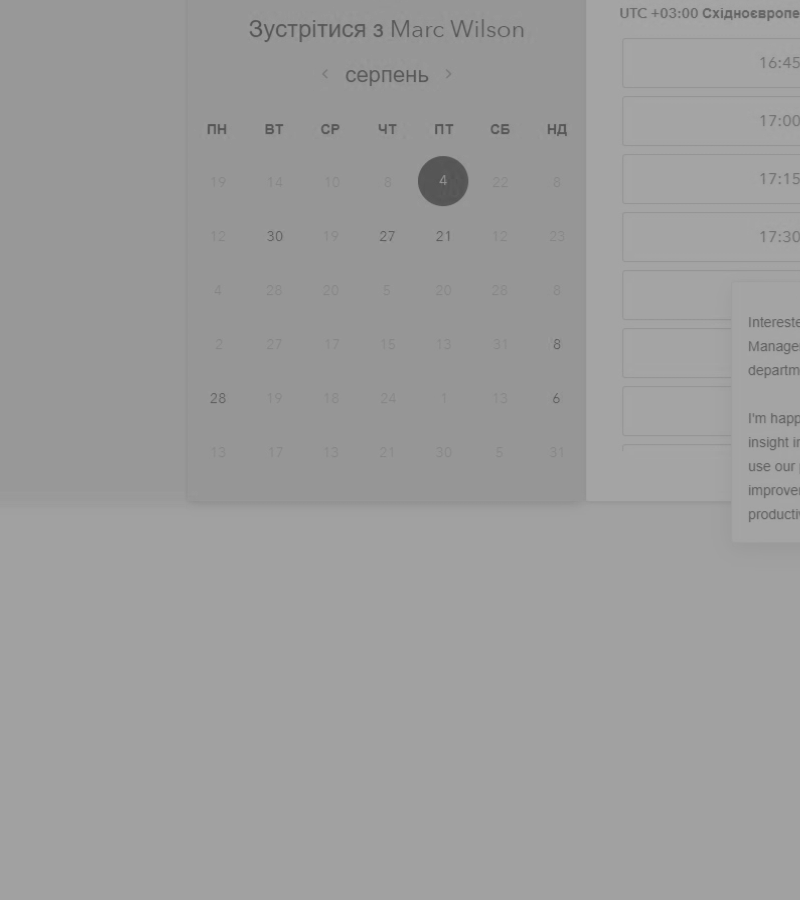 Зустрітися з Marc Wilson
серпень
ПН ВТ СР ЧТ ПТ СБ НД
19 14 10 8 4 22 8
12 30 19 27 21 12 23
4 28 20 5 20 28 8
2 27 17 15 13 31 8
28 19 18 24 1 13 6
13 17 13 21 30 5 31
UTC +03:00 Східноєвропе
16:45
17:00
17:15
17:30
Intereste
Manage
departm
I'm happ
insight in
use our p
improve
producti